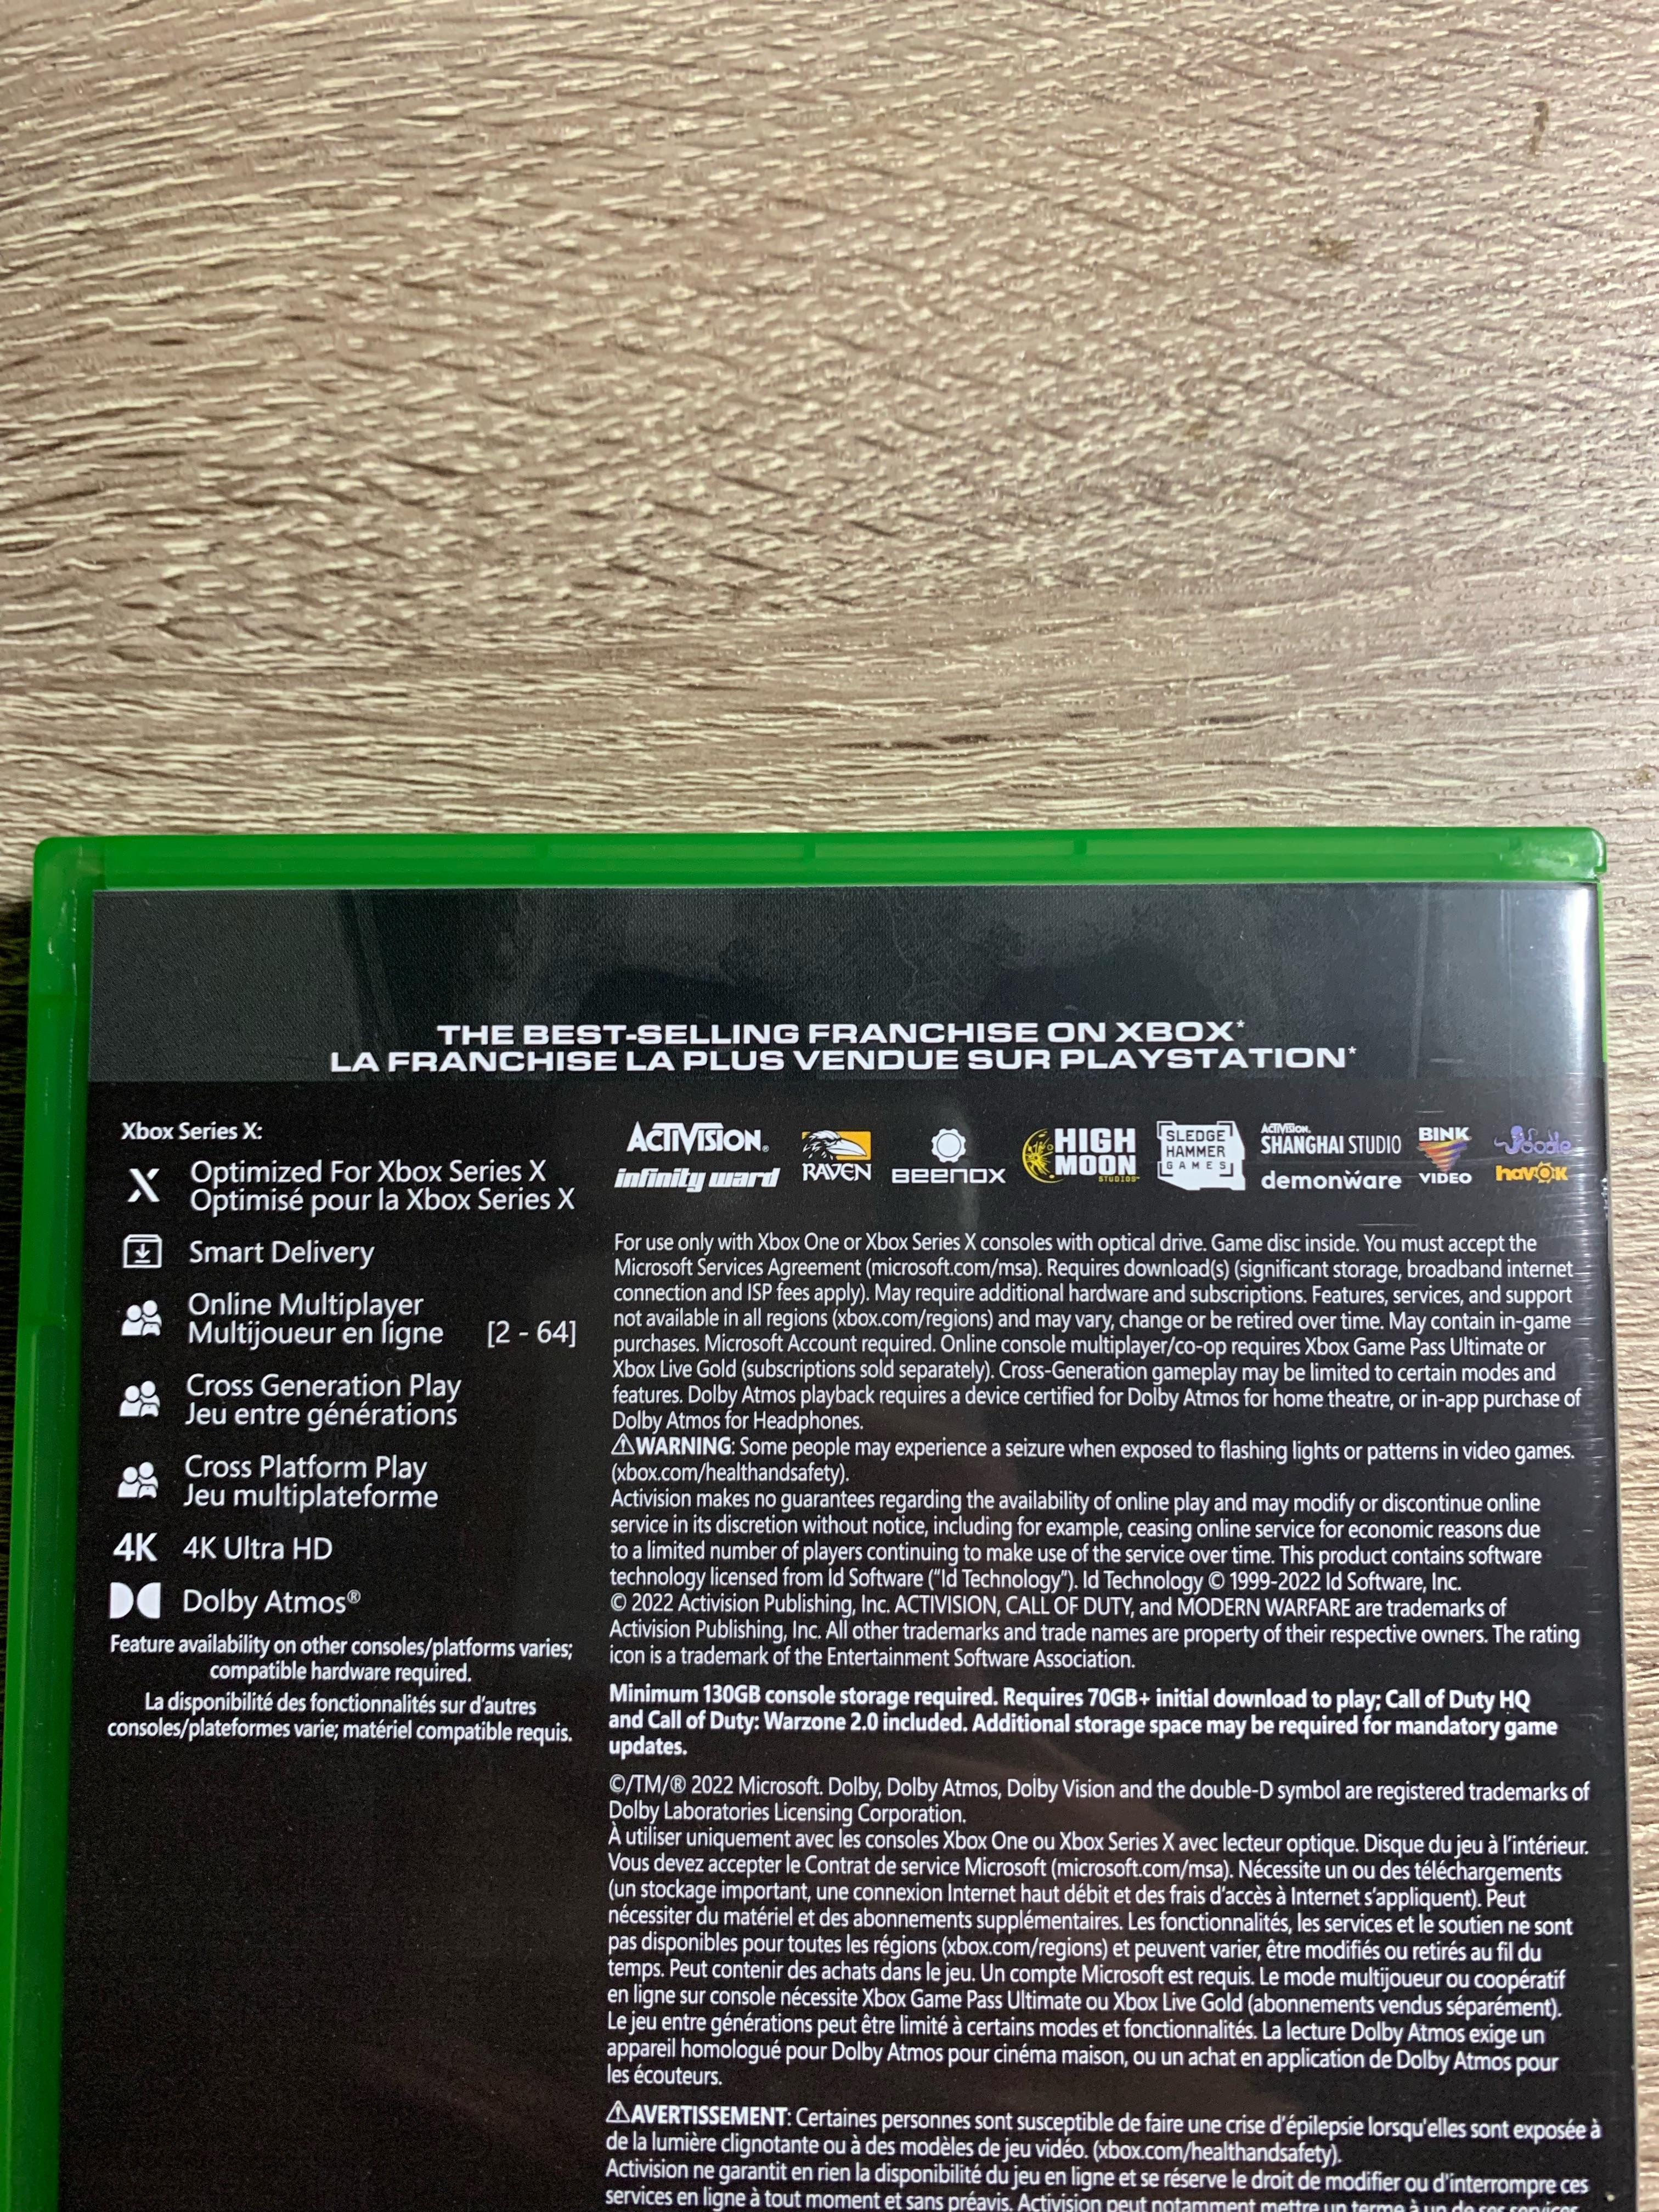 THE BEST-SELLING FRANCHISE ON XBOX*
LA FRANCHISE LA PLUS VENDUE SUR PLAYSTATION*
Xbox Series X:
Optimized For Xbox Series X
Optimisé pour la Xbox Series X
Smart Delivery
Online Multiplayer
Multijoueur en ligne [2 - 64]
Cross Generation Play
Jeu entre générations
Cross Platform Play
Jeu multiplateforme
4K 4K Ultra HD
Dolby Atmos®
Feature availability on other consoles/platforms varies;
compatible hardware required.
La disponibilité des fonctionnalités sur d'autres
consoles/plateformes varie; matériel compatible requis.
ACTIVISION®
infinity ward
RAVEN
BEENOX
HIGH
MOON
STUDIOS™
SLEDGE
HAMMER
GAMES
ACTIVISION.
SHANGHAI STUDIO
demonware
BINK
VIDEO
oodle
havok
For use only with Xbox One or Xbox Series X consoles with optical drive. Game disc inside. You must accept the
Microsoft Services Agreement (microsoft.com/msa). Requires download(s) (significant storage, broadband internet
connection and ISP fees apply). May require additional hardware and subscriptions. Features, services, and support
not available in all regions (xbox.com/regions) and may vary, change or be retired over time. May contain in-game
purchases. Microsoft Account required. Online console multiplayer/co-op requires Xbox Game Pass Ultimate or
Xbox Live Gold (subscriptions sold separately). Cross-Generation gameplay may be limited to certain modes and
features. Dolby Atmos playback requires a device certified for Dolby Atmos for home theatre, or in-app purchase of
Dolby Atmos for Headphones.
⚠WARNING: Some people may experience a seizure when exposed to flashing lights or patterns in video games.
(xbox.com/healthandsafety).
Activision makes no guarantees regarding the availability of online play and may modify or discontinue online
service in its discretion without notice, including for example, ceasing online service for economic reasons due
to a limited number of players continuing to make use of the service over time. This product contains software
technology licensed from Id Software ("Id Technology"). Id Technology © 1999-2022 Id Software, Inc.
© 2022 Activision Publishing, Inc. ACTIVISION, CALL OF DUTY, and MODERN WARFARE are trademarks of
Activision Publishing, Inc. All other trademarks and trade names are property of their respective owners. The rating
icon is a trademark of the Entertainment Software Association.
Minimum 130GB console storage required. Requires 70GB+ initial download to play; Call of Duty HQ
and Call of Duty: Warzone 2.0 included. Additional storage space may be required for mandatory game
updates.
©/TM/® 2022 Microsoft. Dolby, Dolby Atmos, Dolby Vision and the double-D symbol are registered trademarks of
Dolby Laboratories Licensing Corporation.
À utiliser uniquement avec les consoles Xbox One ou Xbox Series X avec lecteur optique. Disque du jeu à l'intérieur.
Vous devez accepter le Contrat de service Microsoft (microsoft.com/msa). Nécessite un ou des téléchargements
(un stockage important, une connexion Internet haut débit et des frais d'accès à Internet s'appliquent). Peut
nécessiter du matériel et des abonnements supplémentaires. Les fonctionnalités, les services et le soutien ne sont
pas disponibles pour toutes les régions (xbox.com/regions) et peuvent varier, être modifiés ou retirés au fil du
temps. Peut contenir des achats dans le jeu. Un compte Microsoft est requis. Le mode multijoueur ou coopératif
en ligne sur console nécessite Xbox Game Pass Ultimate ou Xbox Live Gold (abonnements vendus séparément).
Le jeu entre générations peut être limité à certains modes et fonctionnalités. La lecture Dolby Atmos exige un
appareil homologué pour Dolby Atmos pour cinéma maison, ou un achat en application de Dolby Atmos pour
les écouteurs.
⚠AVERTISSEMENT: Certaines personnes sont susceptible de faire une crise d'épilepsie lorsqu'elles sont exposée à
de la lumière clignotante ou à des modèles de jeu vidéo. (xbox.com/healthandsafety).
Activision ne garantit en rien la disponibilité du jeu en ligne et se réserve le droit de modifier ou d'interrompre ces
services en ligne à tout moment et sans préavis. Activision peut notamment mettre un terme à un de ses services